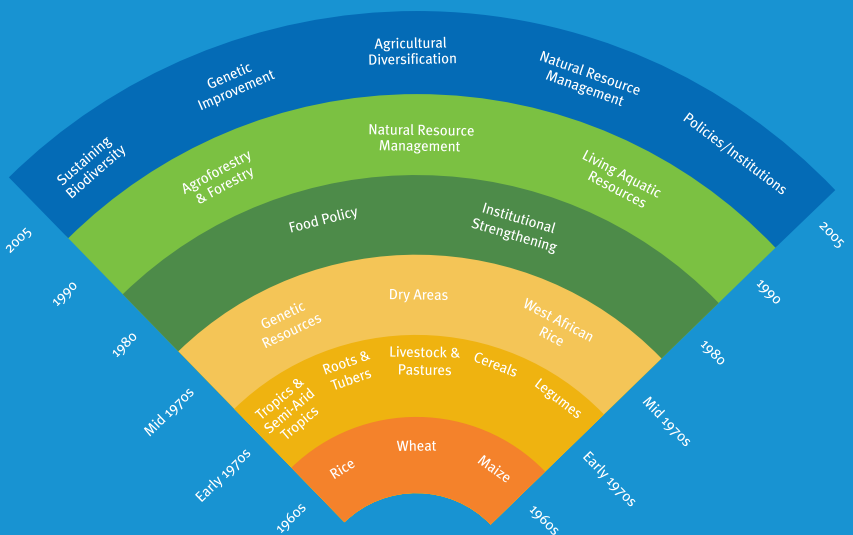 Agricultural
Diversification
Genetic
Improvement
Natural Resource
Management
Sustaining
Biodiversity
Policies/Institutions
2005
2005
Natural Resource
Management
Agroforestry
& Forestry
Living Aquatic
Resources
1990
1990
Food Policy
Institutional
Strengthening
1980
1980
Genetic
Resources
Dry Areas
West African
Rice
Mid 1970s
Mid 1970s
Tropics &
Semi-Arid
Tropics
Roots &
Tubers
Livestock &
Pastures
Cereals
Legumes
Early 1970s
Early 1970s
Rice
Wheat
Maize
1960s
1960s